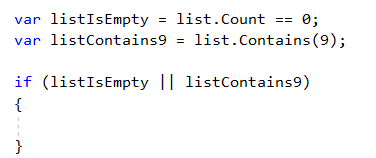 var listIsEmpty = list.Count == 0;
var listContains9 = list.Contains(9);
if (listIsEmpty || listContains9)
{
}